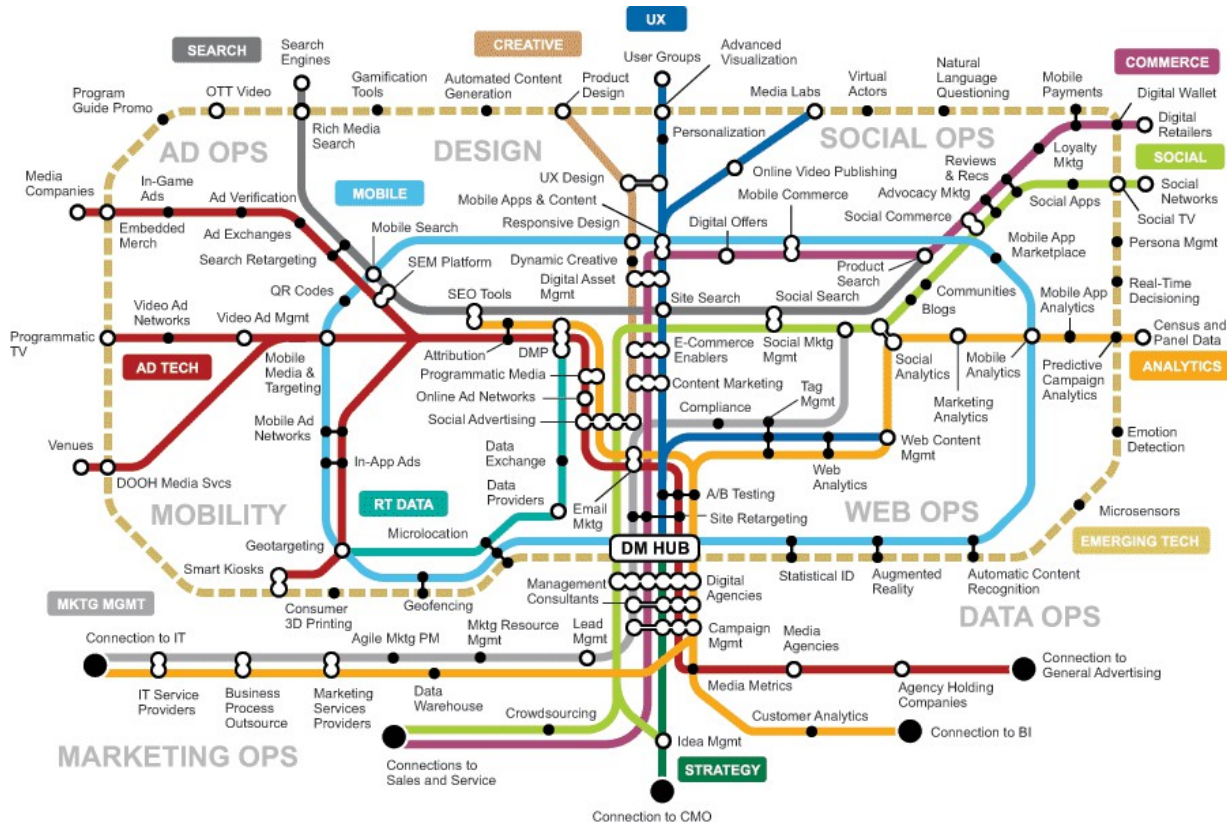 UX
SEARCH
Search
Engines
CREATIVE
User Groups
Advanced
Visualization
COMMERCE
Program
Guide Promo
OTT Video
Gamification
Tools
Automated Content
Generation
Product
Design
Media Labs
Virtual
Actors
Natural
Language
Questioning
Mobile
Payments
Digital Wallet
Digital
Retailers
Rich Media
Search
Personalization
AD OPS
DESIGN
SOCIAL OPS
Loyalty
Mktg
SOCIAL
Media
Companies
In-Game
Ads
Ad Verification
MOBILE
UX Design
Online Video Publishing
Reviews
& Recs
Advocacy Mktg
Social Apps
Social
Networks
Social TV
Embedded
Merch
Ad Exchanges
Mobile Search
Mobile Apps & Content
Responsive Design
Digital Offers
Mobile
Commerce
Social Commerce
Mobile App
Marketplace
Persona Mgmt
Search Retargeting
SEM Platform
Dynamic Creative
Digital Asset
Mgmt
Product
Search
Real-Time
Decisioning
QR Codes
SEO Tools
Site Search
Social Search
Communities
Blogs
Mobile App
Analytics
Census and
Panel Data
Programmatic
TV
Video Ad
Networks
Video Ad Mgmt
AD TECH
Mobile
Media &
Targeting
Attribution
DMP
E-Commerce
Enablers
Social Mktg
Mgmt
Social
Analytics
Marketing
Analytics
Mobile
Analytics
Predictive
Campaign
Analytics
ANALYTICS
Programmatic Media
Content Marketing
Online Ad Networks
Compliance
Tag
Mgmt
Social Advertising
Mobile Ad
Networks
Venues
DOOH Media Svcs
In-App Ads
Data
Exchange
Web Content
Mgmt
Web
Analytics
Emotion
Detection
RT DATA
Data
Providers
Email
Mktg
A/B Testing
Site Retargeting
WEB OPS
Microsensors
MOBILITY
Microlocation
DM HUB
EMERGING TECH
Geotargeting
Smart Kiosks
Consumer
3D Printing
Geofencing
Management
Consultants
Digital
Agencies
Statistical ID
Augmented
Reality
Automatic Content
Recognition
DATA OPS
MKTG MGMT
Connection to IT
Agile Mktg PM
Mktg Resource
Mgmt
Lead
Mgmt
Campaign
Mgmt
Media
Agencies
Connection to
General Advertising
IT Service
Providers
Business
Process
Outsource
Marketing
Services
Providers
Data
Warehouse
Media Metrics
Agency Holding
Companies
Crowdsourcing
Customer Analytics
Connection to BI
MARKETING OPS
Connections to
Sales and Service
Idea Mgmt
STRATEGY
Connection to CMO